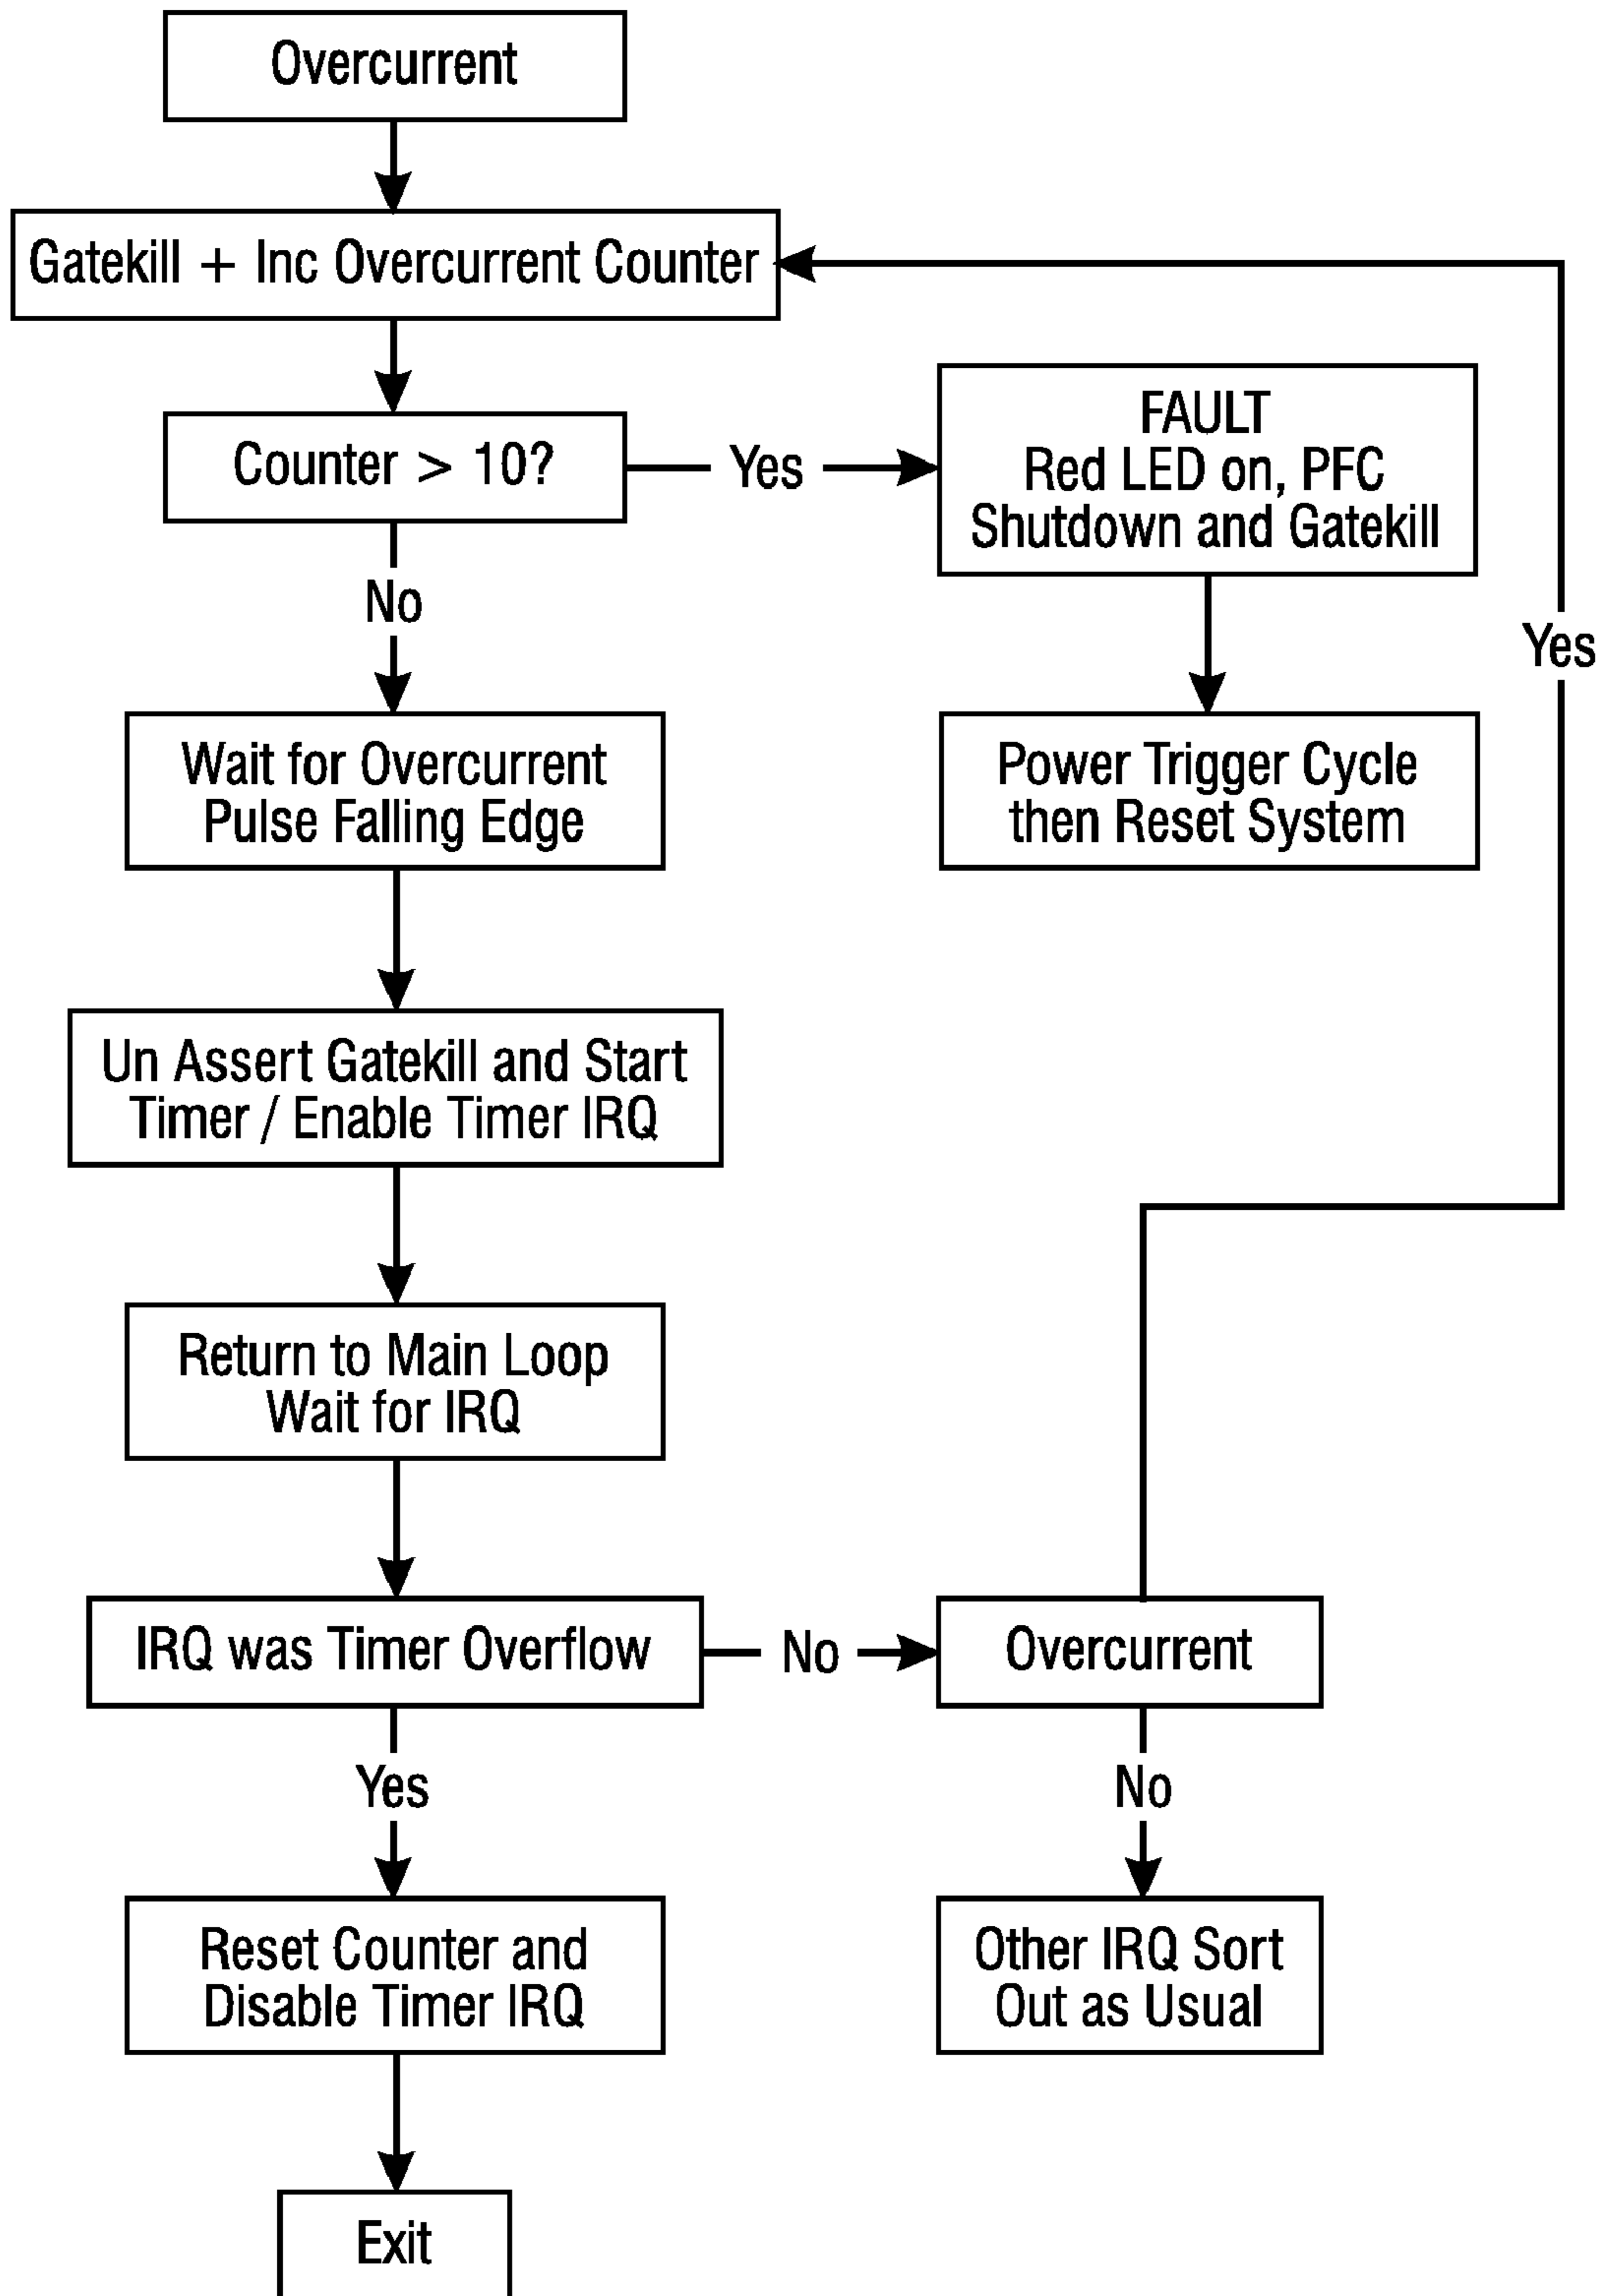 Overcurrent
Gatekill + Inc Overcurrent Counter
Counter > 10?
Yes
FAULT
Red LED on, PFC
Shutdown and Gatekill
No
Yes
Wait for Overcurrent
Pulse Falling Edge
Power Trigger Cycle
then Reset System
Un Assert Gatekill and Start
Timer / Enable Timer IRQ
Return to Main Loop
Wait for IRQ
IRQ was Timer Overflow
No
Overcurrent
Yes
No
Reset Counter and
Disable Timer IRQ
Other IRQ Sort
Out as Usual
Exit